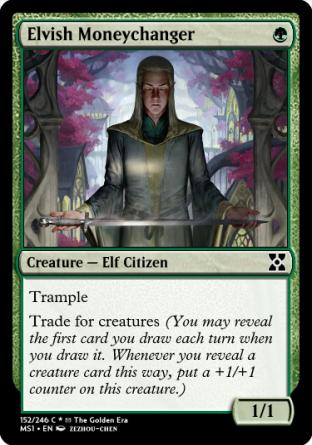 Elvish Moneychanger
Creature — Elf Citizen
Trample
Trade for creatures (You may reveal
the first card you draw each turn when
you draw it. Whenever you reveal a
creature card this way, put a +1/+1
counter on this creature.)
1/1
152/246 C * The Golden Era
MS1 • EN ZEZHOU-CHEN